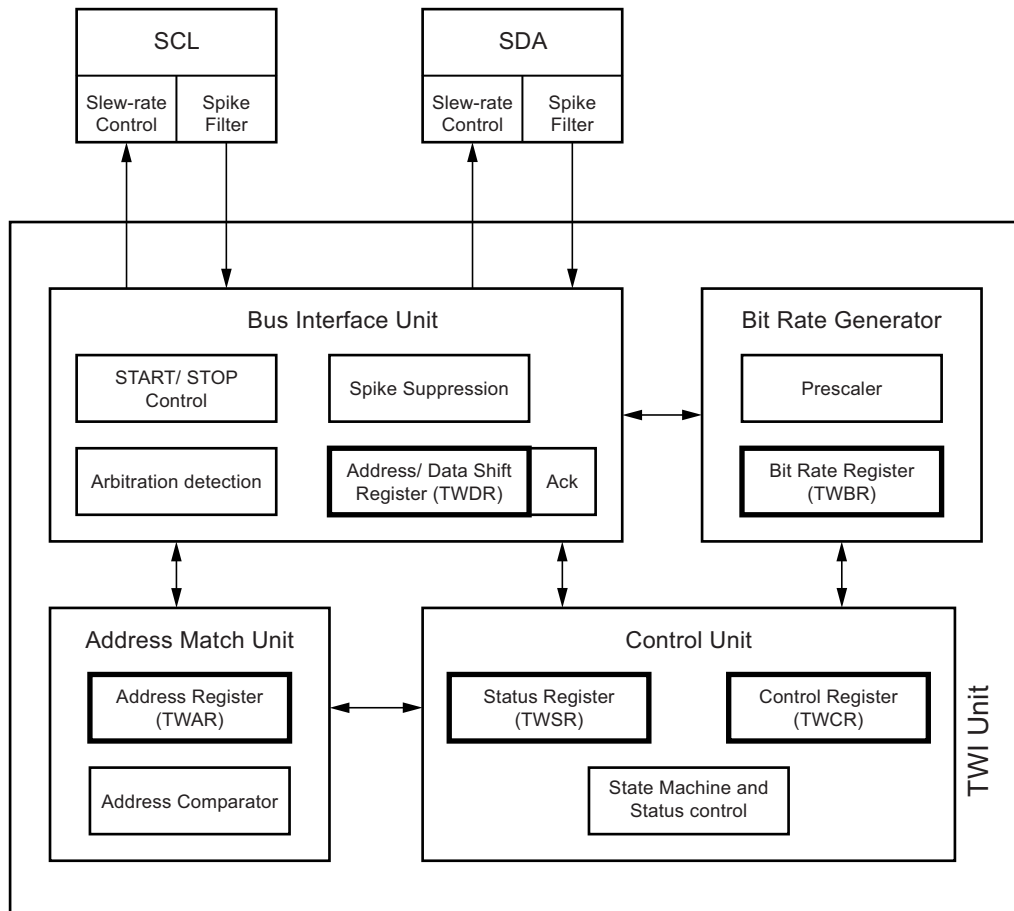 SCL
Slew-rate
Control
Spike
Filter
SDA
Slew-rate
Control
Spike
Filter
Bus Interface Unit
START/ STOP
Control
Spike Suppression
Arbitration detection
Address/ Data Shift
Register (TWDR)
Ack
Bit Rate Generator
Prescaler
Bit Rate Register
(TWBR)
Address Match Unit
Address Register
(TWAR)
Address Comparator
Control Unit
Status Register
(TWSR)
Control Register
(TWCR)
State Machine and
Status control
TWI Unit